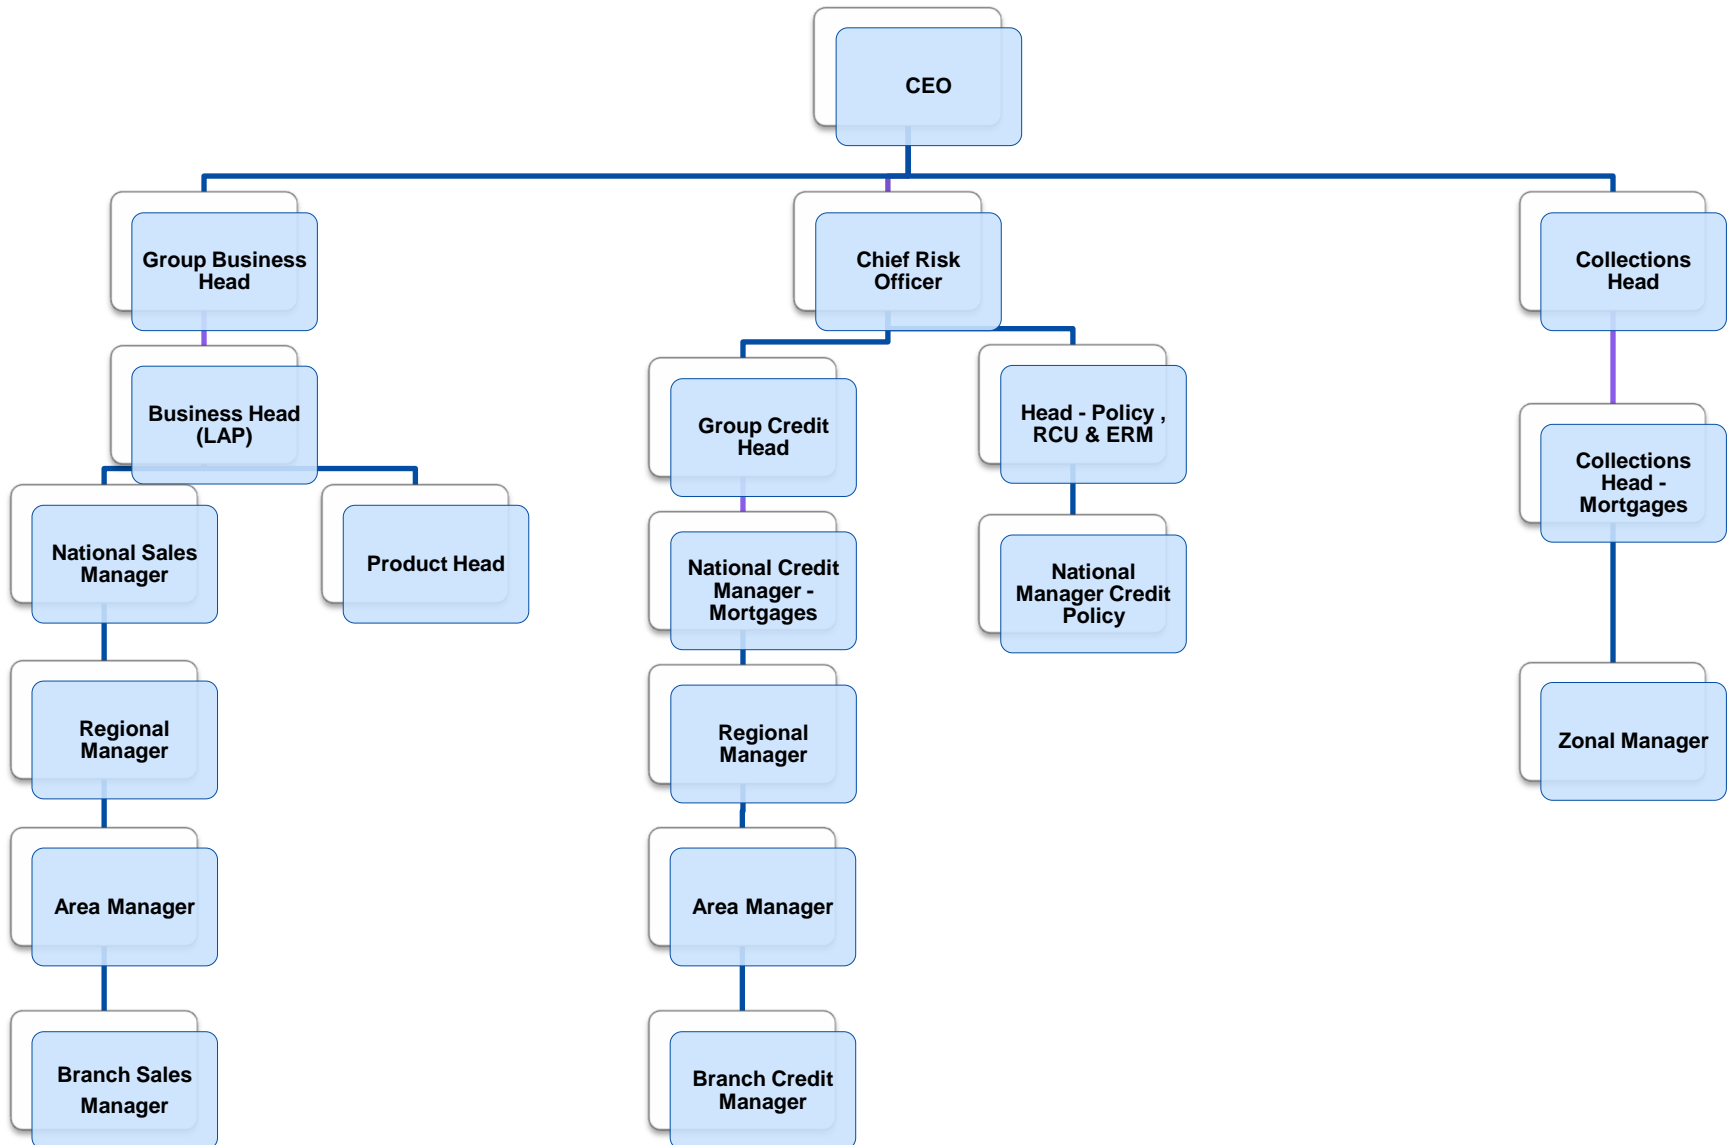 CEO
Group Business
Head
Chief Risk
Officer
Collections
Head
Business Head
(LAP)
Group Credit
Head
Head - Policy ,
RCU & ERM
Collections
Head -
Mortgages
National Sales
Manager
Product Head
National Credit
Manager -
Mortgages
National
Manager Credit
Policy
Regional
Manager
Regional
Manager
Zonal Manager
Area Manager
Area Manager
Branch Sales
Manager
Branch Credit
Manager